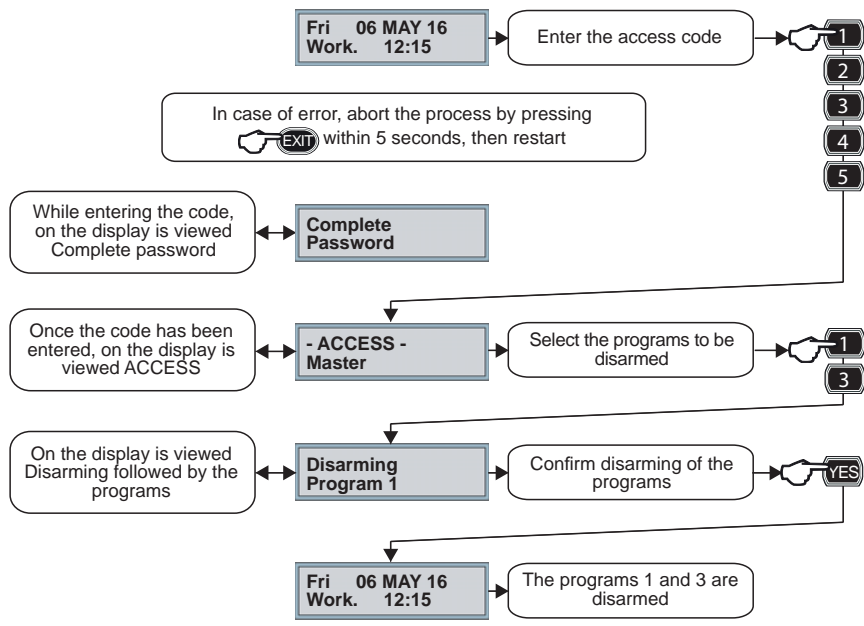 Fri 06 MAY 16
Work. 12:15
Enter the access code
1
2
3
4
5
In case of error, abort the process by pressing
EXIT within 5 seconds, then restart
While entering the code,
on the display is viewed
Complete password
Complete
Password
Once the code has been
entered, on the display is
viewed ACCESS
- ACCESS -
Master
Select the programs to be
disarmed
1
3
On the display is viewed
Disarming followed by the
programs
Disarming
Program 1
Confirm disarming of the
programs
YES
Fri 06 MAY 16
Work. 12:15
The programs 1 and 3 are
disarmed